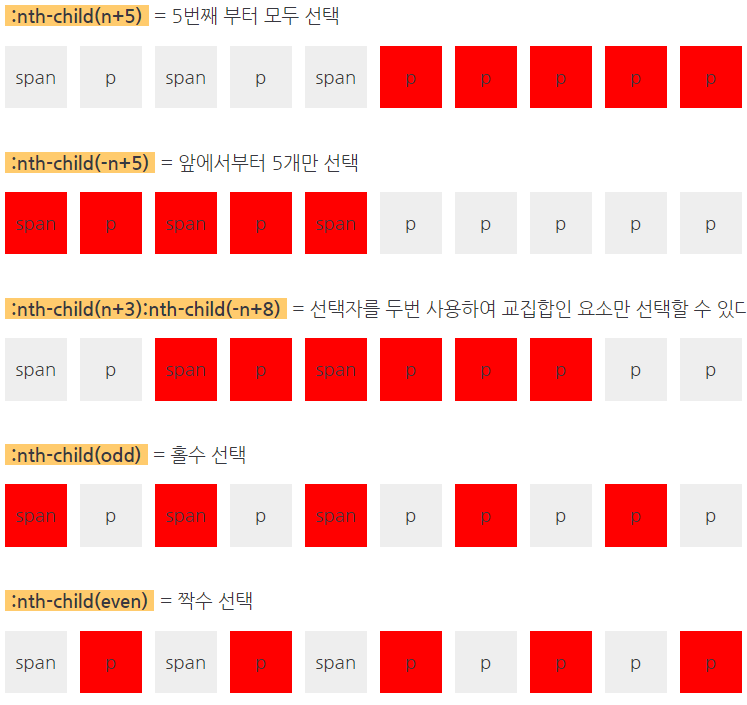 :nth-child(n+5) = 5번째 부터 모두 선택
span p span p span p p p p p
:nth-child(-n+5) = 앞에서부터 5개만 선택
span p span p span p p p p p
:nth-child(n+3):nth-child(-n+8) = 선택자를 두번 사용하여 교집합인 요소만 선택할 수 있다
span p span p span p p p p p
:nth-child(odd) = 홀수 선택
span p span p span p p p p p
:nth-child(even) = 짝수 선택
span p span p span p p p p p